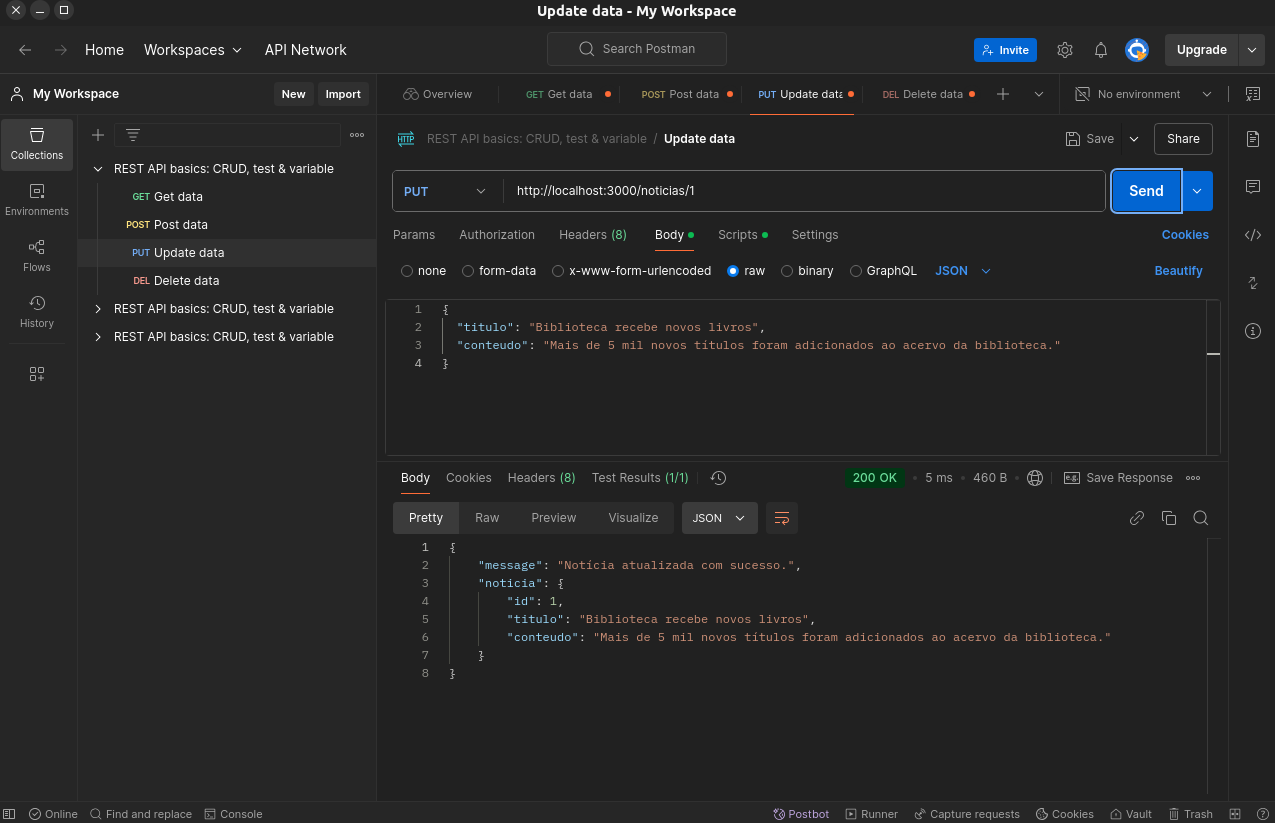 Update data - My Workspace
Home Workspaces API Network
Search Postman
Invite
Upgrade
My Workspace
New Import
Overview
GET Get data
POST Post data
PUT Update data
DEL Delete data
No environment
Collections
Environments
Flows
History
REST API basics: CRUD, test & variable
GET Get data
POST Post data
PUT Update data
DEL Delete data
REST API basics: CRUD, test & variable
REST API basics: CRUD, test & variable
HTTP REST API basics: CRUD, test & variable / Update data
Save
Share
PUT http://localhost:3000/noticias/1
Send
Params Authorization Headers (8) Body Scripts Settings Cookies
none form-data x-www-form-urlencoded raw binary GraphQL JSON Beautify
1 {
2 "titulo": "Biblioteca recebe novos livros",
3 "conteudo": "Mais de 5 mil novos títulos foram adicionados ao acervo da biblioteca."
4 }
Body Cookies Headers (8) Test Results (1/1)
200 OK • 5 ms • 460 B •
e.g. Save Response
Pretty Raw Preview Visualize JSON
1 {
2 "message": "Notícia atualizada com sucesso.",
3 "noticia": {
4 "id": 1,
5 "titulo": "Biblioteca recebe novos livros",
6 "conteudo": "Mais de 5 mil novos títulos foram adicionados ao acervo da biblioteca."
7 }
8 }
Online Find and replace Console
Postbot Runner Capture requests Cookies Vault Trash